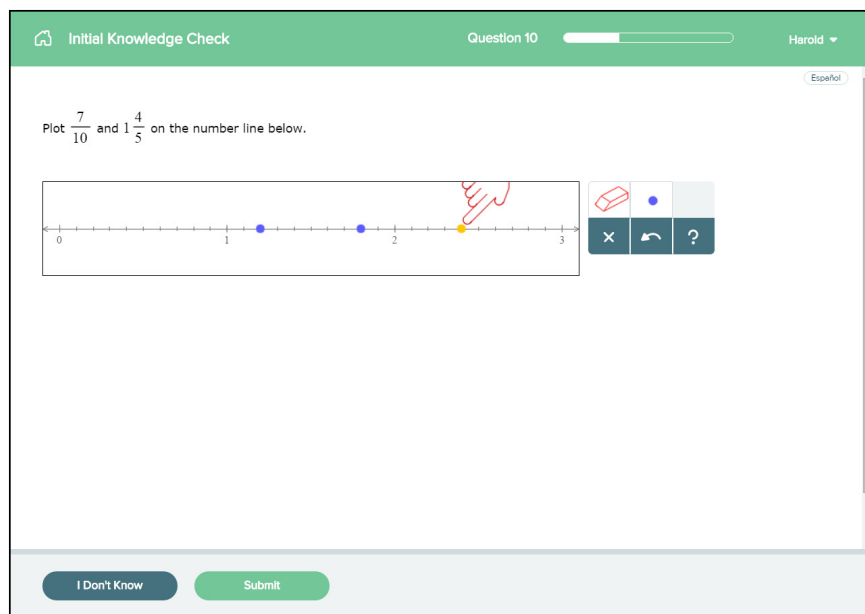 Initial Knowledge Check Question 10 Harold
Español
Plot 7/10 and 1 4/5 on the number line below.
0 1 2 3
× ?
I Don't Know Submit